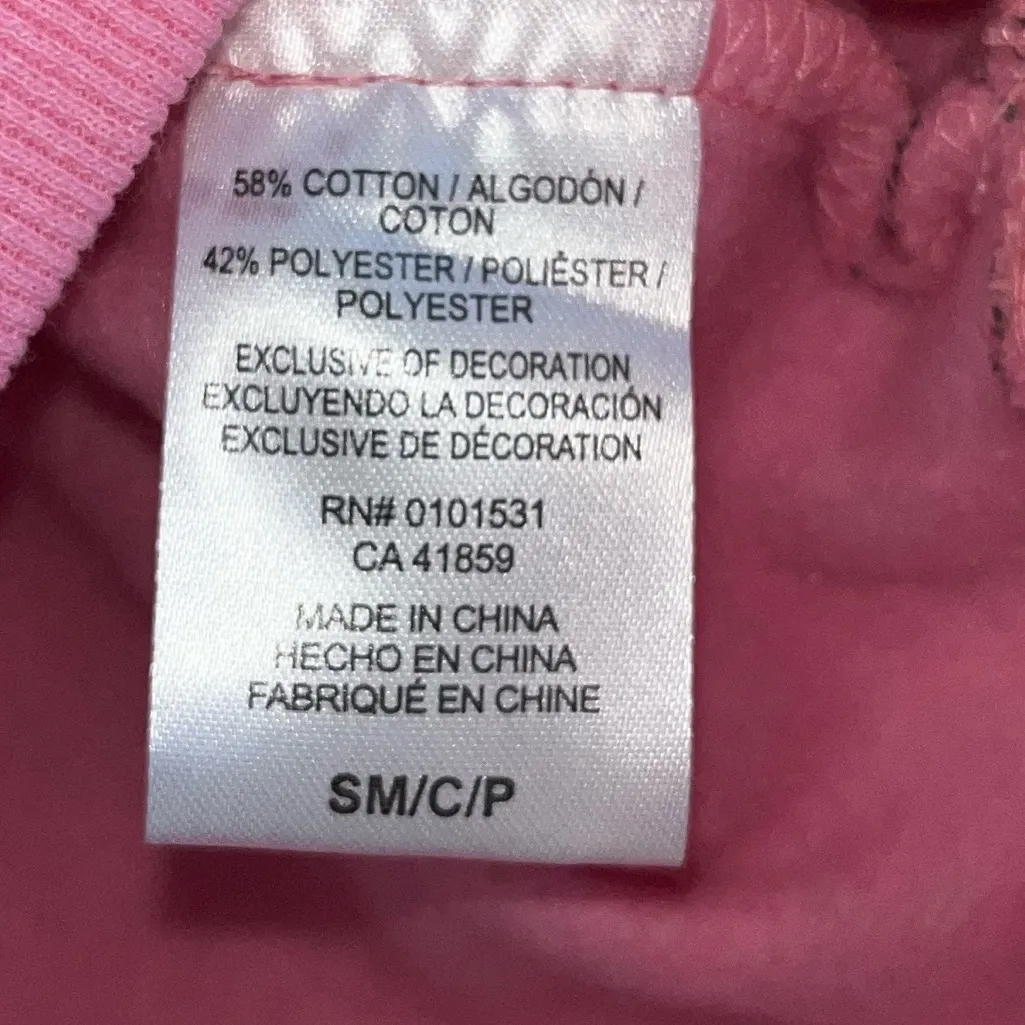 58% COTTON / ALGODÓN /
COTON
42% POLYESTER / POLIÉSTER /
POLYESTER
EXCLUSIVE OF DECORATION
EXCLUYENDO LA DECORACIÓN
EXCLUSIVE DE DÉCORATION
RN# 0101531
CA 41859
MADE IN CHINA
HECHO EN CHINA
FABRIQUÉ EN CHINE
SM/C/P